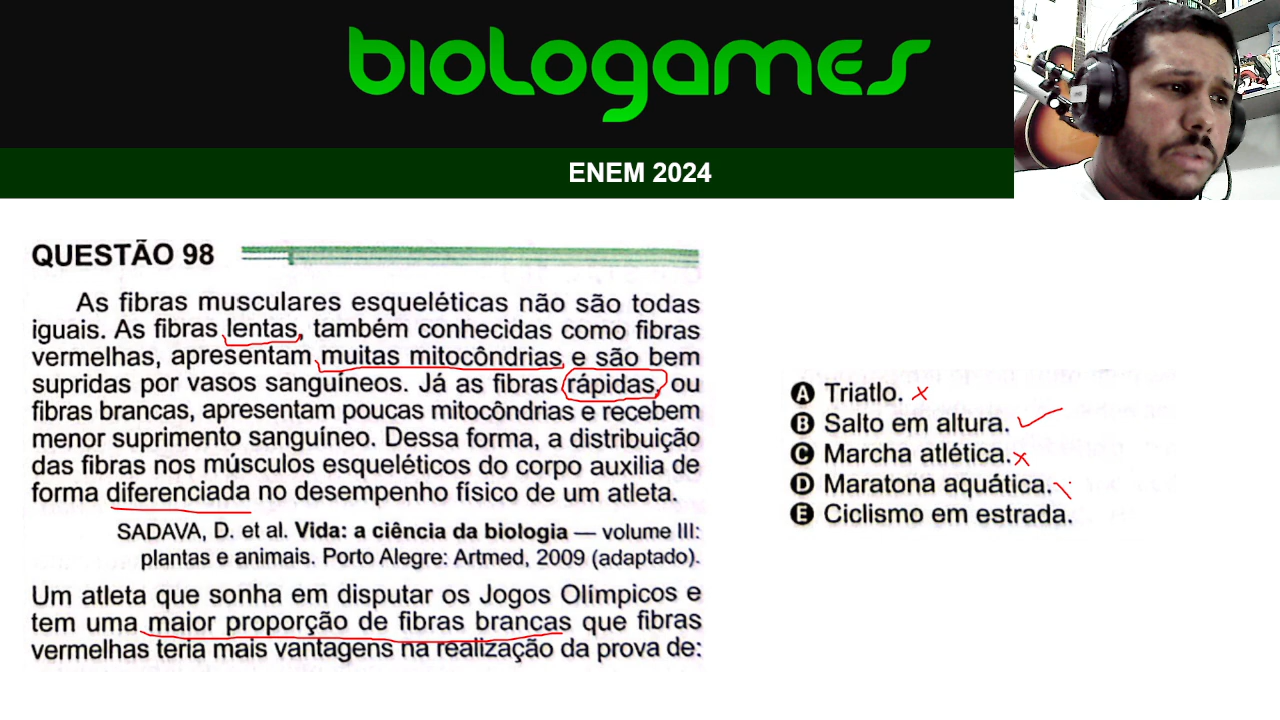 biologames
ENEM 2024
QUESTÃO 98
As fibras musculares esqueléticas não são todas
iguais. As fibras lentas, também conhecidas como fibras
vermelhas, apresentam muitas mitocôndrias e são bem
supridas por vasos sanguíneos. Já as fibras rápidas, ou
fibras brancas, apresentam poucas mitocôndrias e recebem
menor suprimento sanguíneo. Dessa forma, a distribuição
das fibras nos músculos esqueléticos do corpo auxilia de
forma diferenciada no desempenho físico de um atleta.
SADAVA, D. et al. Vida: a ciência da biologia — volume III:
plantas e animais. Porto Alegre: Artmed, 2009 (adaptado).
Um atleta que sonha em disputar os Jogos Olímpicos e
tem uma maior proporção de fibras brancas que fibras
vermelhas teria mais vantagens na realização da prova de:
A Triatlo.
B Salto em altura.
C Marcha atlética.
D Maratona aquática.
E Ciclismo em estrada.